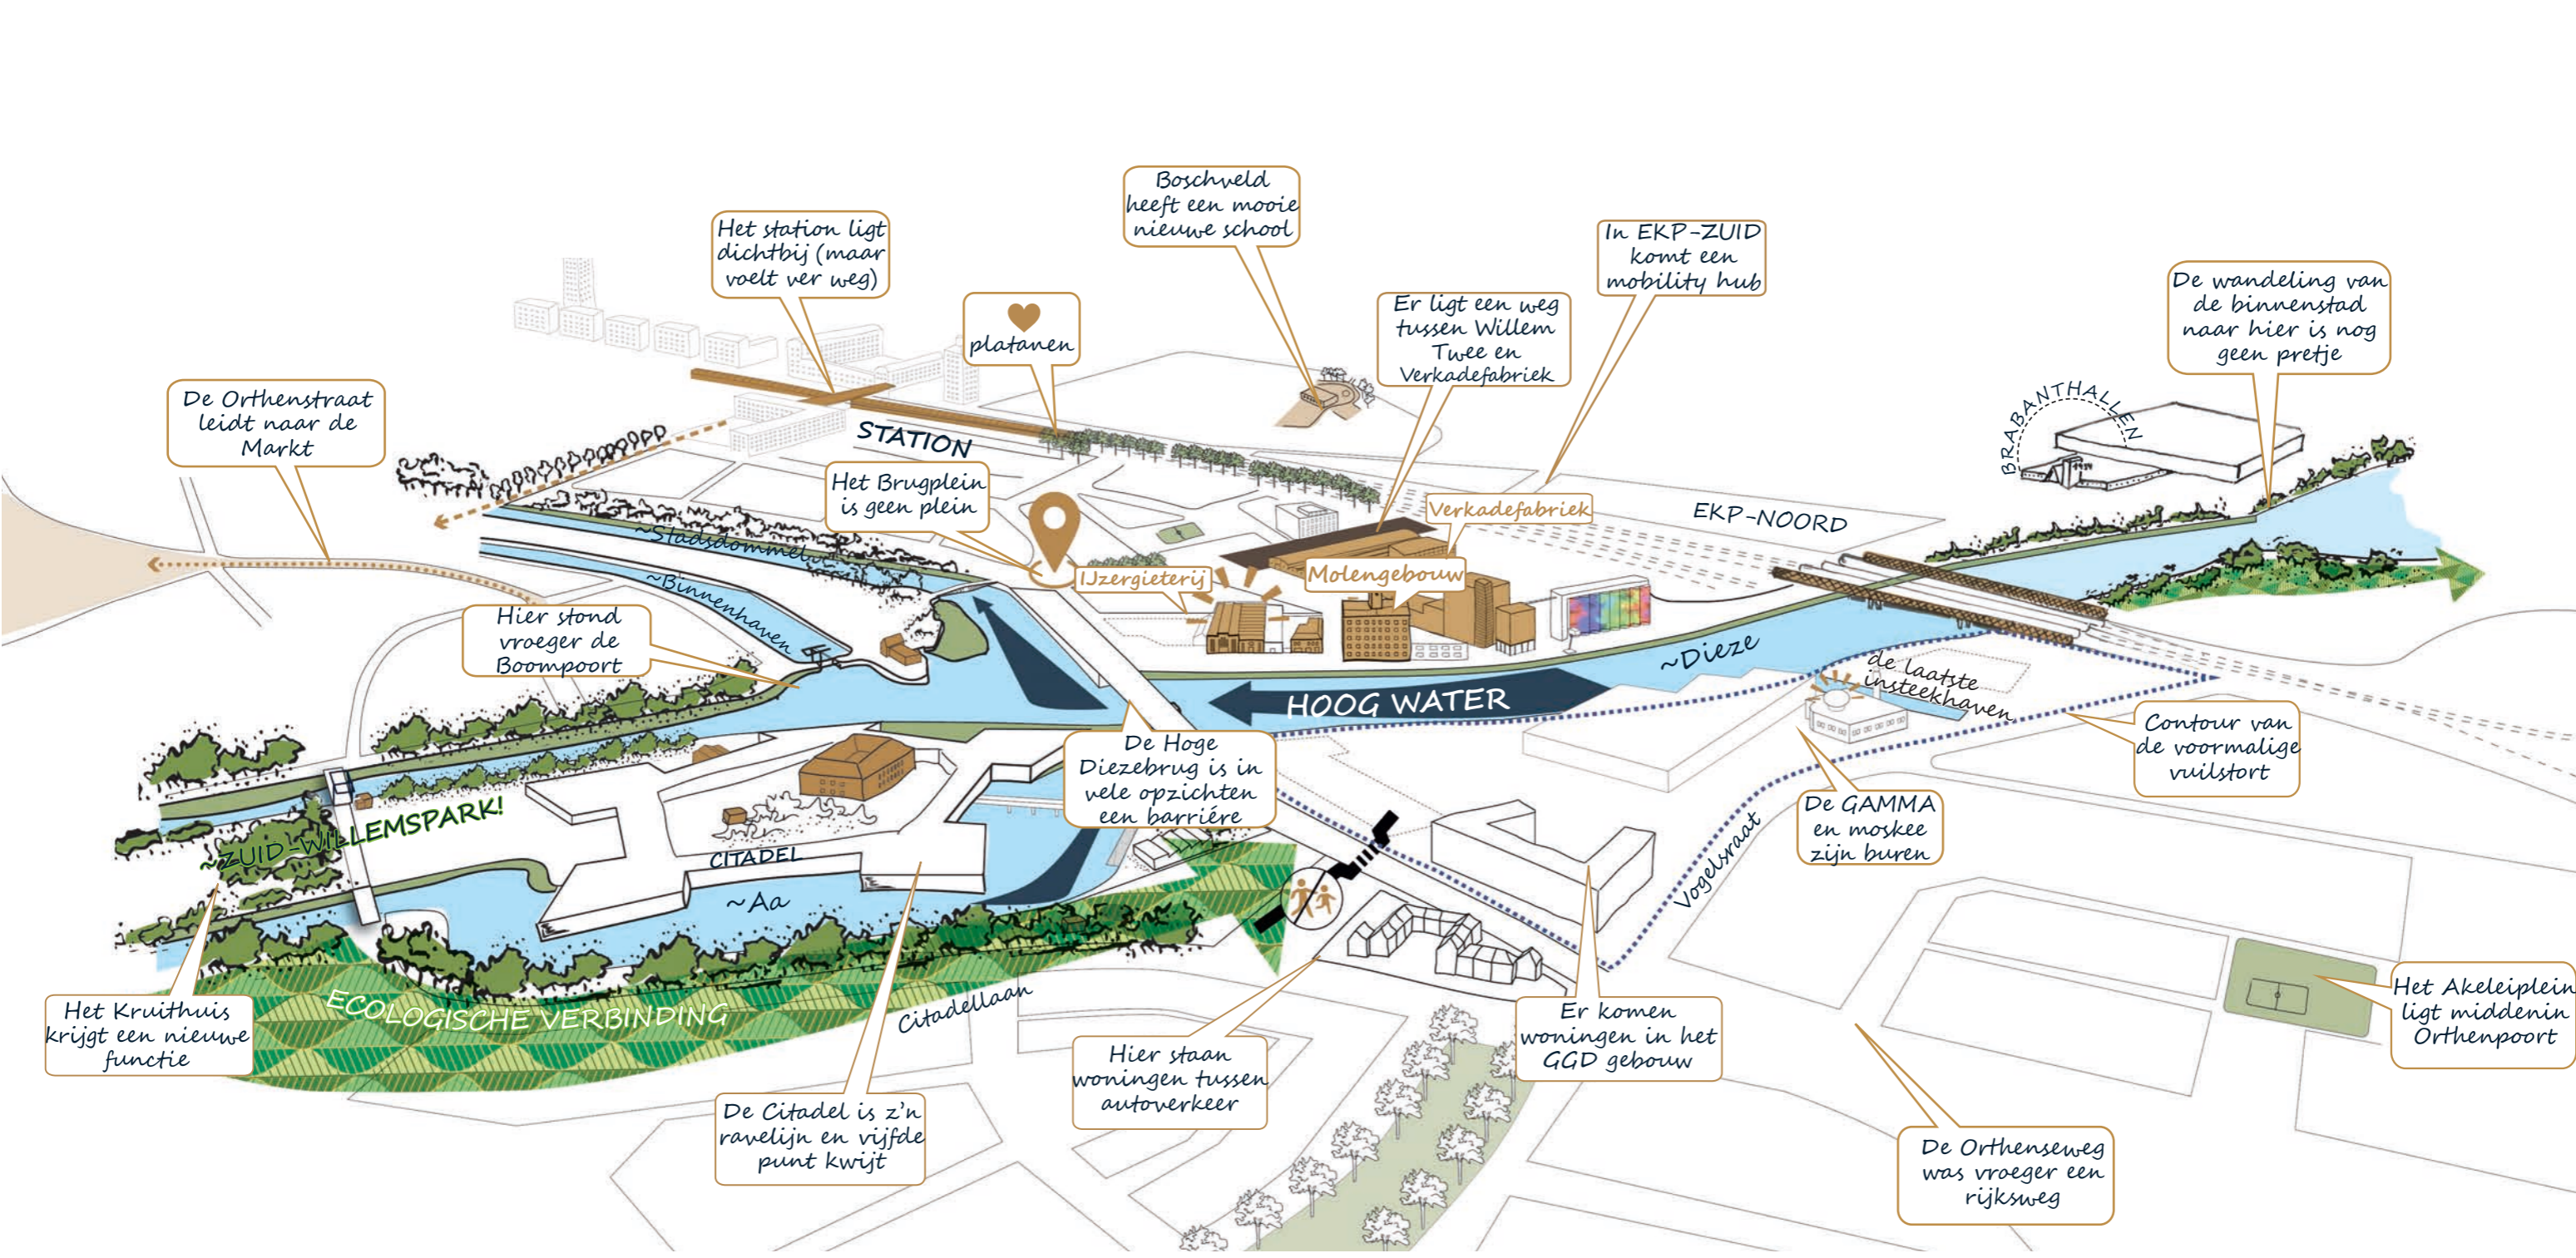 Boschveld
heeft een mooie
nieuwe school
Het station ligt
dichtbij (maar
voelt ver weg)
In EKP-ZUID
komt een
mobility hub
De wandeling van
de binnenstad
naar hier is nog
geen pretje
platanen
Er ligt een weg
tussen Willem
Twee en
Verkadefabriek
De Orthenstraat
leidt naar de
Markt
BRABANTHALLEN
STATION
Het Brugplein
is geen plein
Verkadefabriek
EKP-NOORD
~Stadsdommel
IJzergieterij
Molengebouw
~Binnenhaven
Hier stond
vroeger de
Boompoort
~Dieze
de laatste
insteekhaven
HOOG WATER
Contour van
de voormalige
vuilstort
De Hoge
Diezebrug is in
vele opzichten
een barriére
De GAMMA
en moskee
zijn buren
~ZUID-WILLEMSPARK!
CITADEL
~Aa
Vogelsraat
ECOLOGISCHE VERBINDING
Citadellaan
Het Kruithuis
krijgt een nieuwe
functie
Er komen
woningen in het
GGD gebouw
Het Akeleiplein
ligt middenin
Orthenpoort
Hier staan
woningen tussen
autoverkeer
De Citadel is z'n
ravelijn en vijfde
punt kwijt
De Orthenseweg
was vroeger een
rijksweg